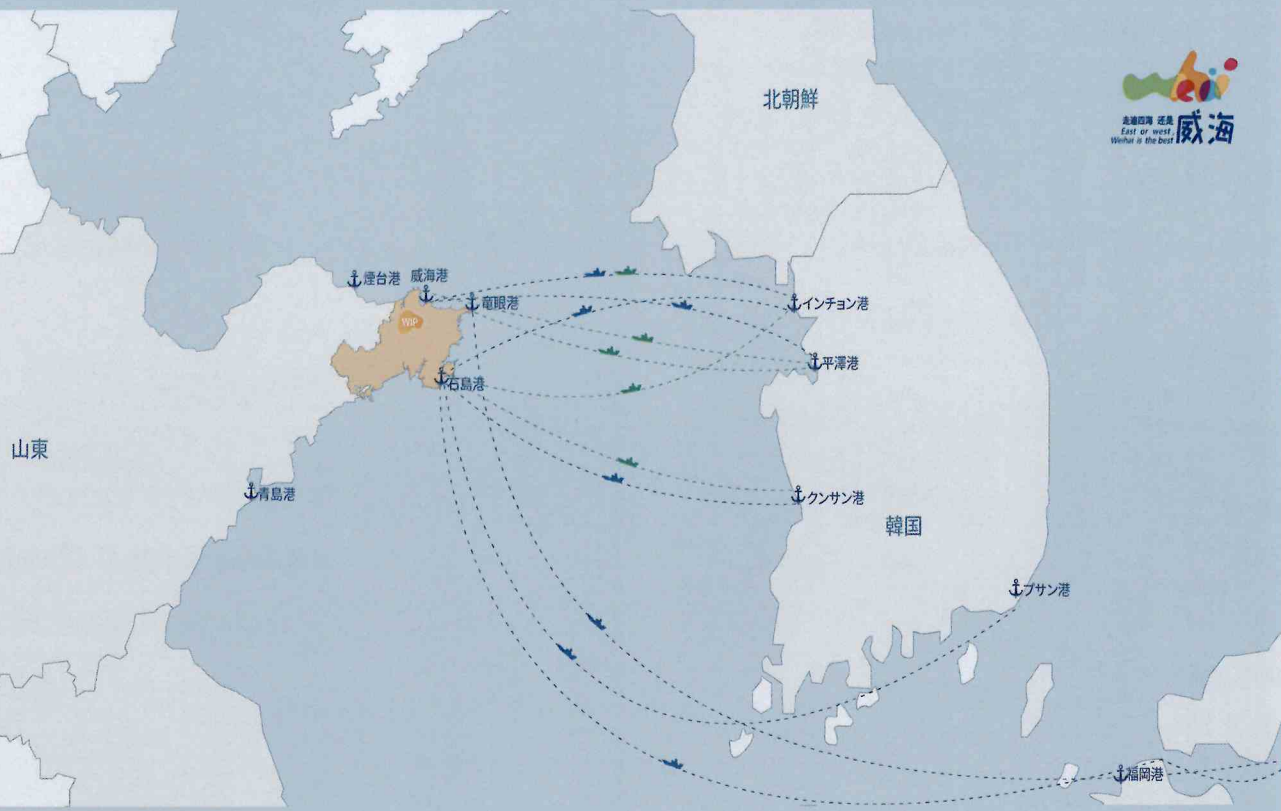 北朝鮮
走遍四海 还是
East or west,
Weihai is the best
威海
煙台港
威海港
竜眼港
インチョン港
WIP
平澤港
石島港
山東
青島港
クンサン港
韓国
プサン港
福岡港